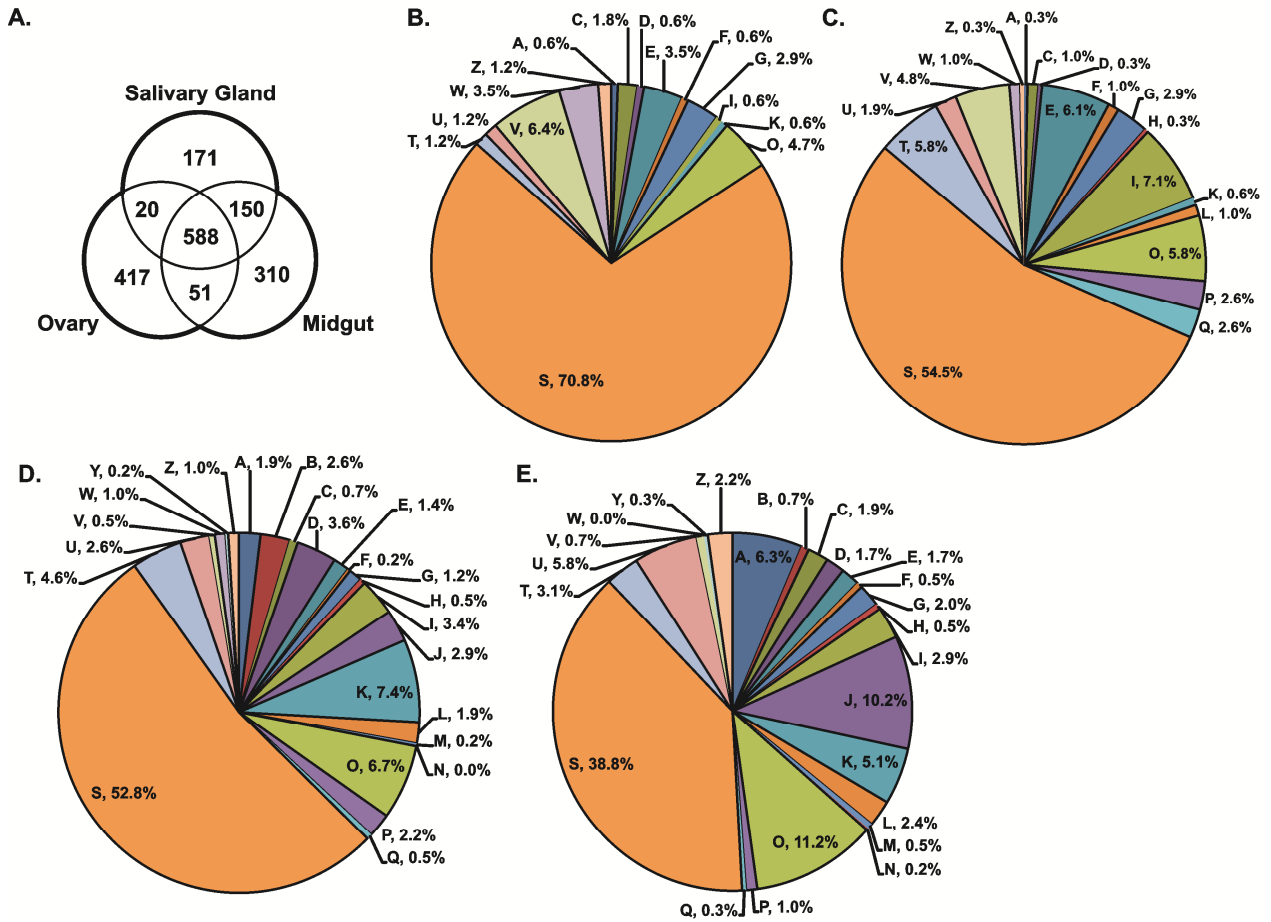 A.
Salivary Gland
171
20
150
588
417
310
51
Ovary
Midgut
B.
C, 1.8%
D, 0.6%
A, 0.6%
E, 3.5%
F, 0.6%
Z, 1.2%
G, 2.9%
W, 3.5%
I, 0.6%
U, 1.2%
K, 0.6%
V, 6.4%
T, 1.2%
O, 4.7%
S, 70.8%
C.
A, 0.3%
Z, 0.3%
C, 1.0%
W, 1.0%
D, 0.3%
V, 4.8%
F, 1.0%
G, 2.9%
U, 1.9%
E, 6.1%
H, 0.3%
T, 5.8%
I, 7.1%
K, 0.6%
L, 1.0%
O, 5.8%
P, 2.6%
Q, 2.6%
S, 54.5%
D.
Y, 0.2%
Z, 1.0%
A, 1.9%
B, 2.6%
W, 1.0%
C, 0.7%
E, 1.4%
V, 0.5%
D, 3.6%
U, 2.6%
F, 0.2%
T, 4.6%
G, 1.2%
H, 0.5%
I, 3.4%
J, 2.9%
K, 7.4%
L, 1.9%
M, 0.2%
O, 6.7%
N, 0.0%
S, 52.8%
P, 2.2%
Q, 0.5%
E.
Z, 2.2%
Y, 0.3%
B, 0.7%
C, 1.9%
W, 0.0%
V, 0.7%
A, 6.3%
D, 1.7%
E, 1.7%
U, 5.8%
F, 0.5%
T, 3.1%
G, 2.0%
H, 0.5%
I, 2.9%
J, 10.2%
S, 38.8%
K, 5.1%
L, 2.4%
O, 11.2%
M, 0.5%
N, 0.2%
Q, 0.3%
P, 1.0%